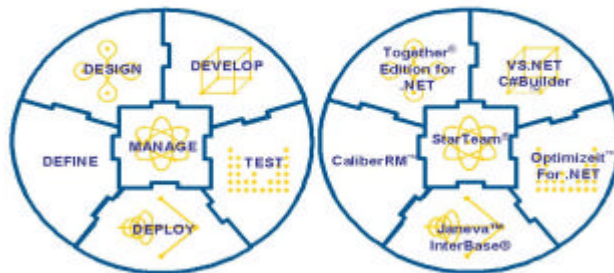 DESIGN
DEVELOP
DEFINE
MANAGE
TEST
DEPLOY
Together®
Edition for
.NET
VS.NET
C#Builder
CaliberRM™
StarTeam®
Optimizeit™
For .NET
Janeva™
InterBase®